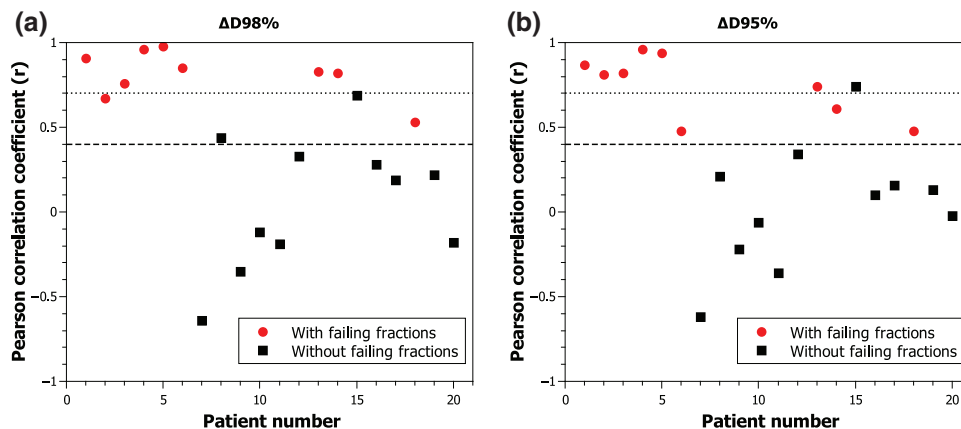 (a)
ΔD98%
Pearson correlation coefficient (r)
1
0.5
0
−0.5
−1
With failing fractions
Without failing fractions
0 5 10 15 20
Patient number
(b)
ΔD95%
Pearson correlation coefficient (r)
1
0.5
0
−0.5
−1
With failing fractions
Without failing fractions
0 5 10 15 20
Patient number